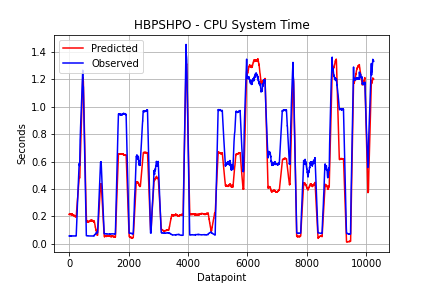 HBPSHPO - CPU System Time
Predicted
Observed
Seconds
1.4
1.2
1.0
0.8
0.6
0.4
0.2
0.0
0 2000 4000 6000 8000 10000
Datapoint